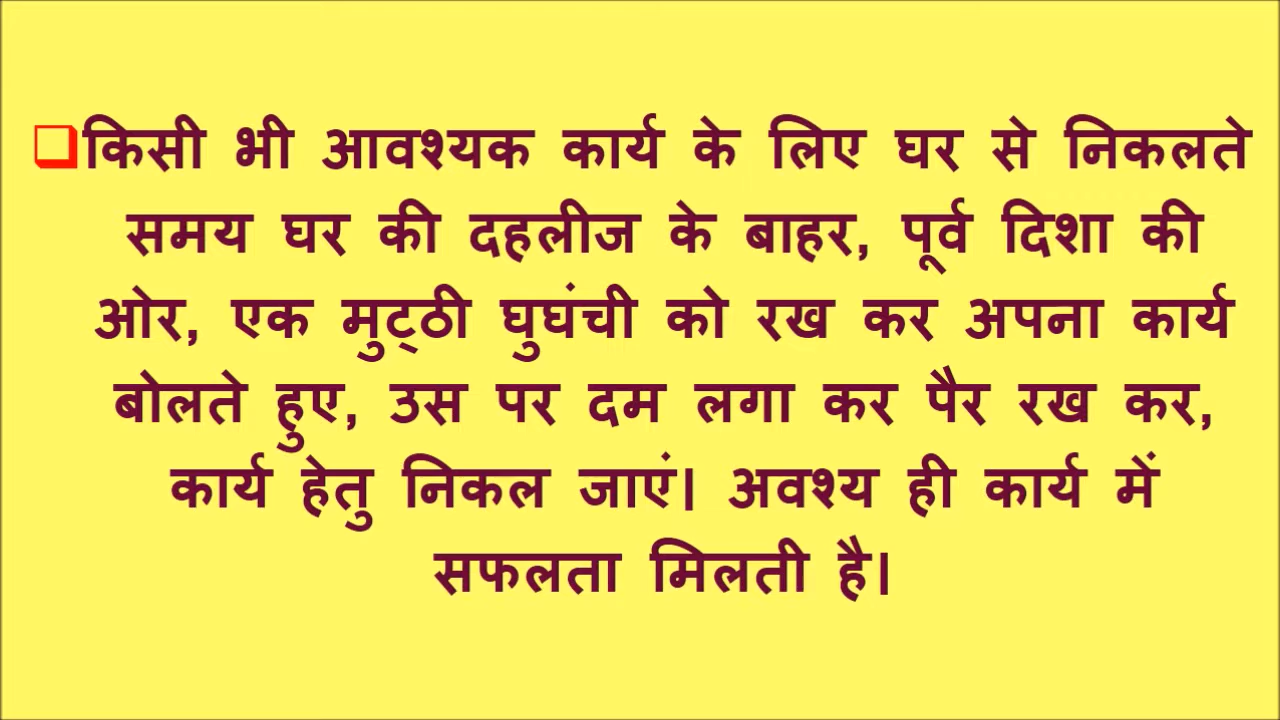 किसी भी आवश्यक कार्य के लिए घर से निकलते
समय घर की दहलीज के बाहर, पूर्व दिशा की
ओर, एक मुट्ठी घुघंची को रख कर अपना कार्य
बोलते हुए, उस पर दम लगा कर पैर रख कर,
कार्य हेतु निकल जाएं। अवश्य ही कार्य में
सफलता मिलती है।